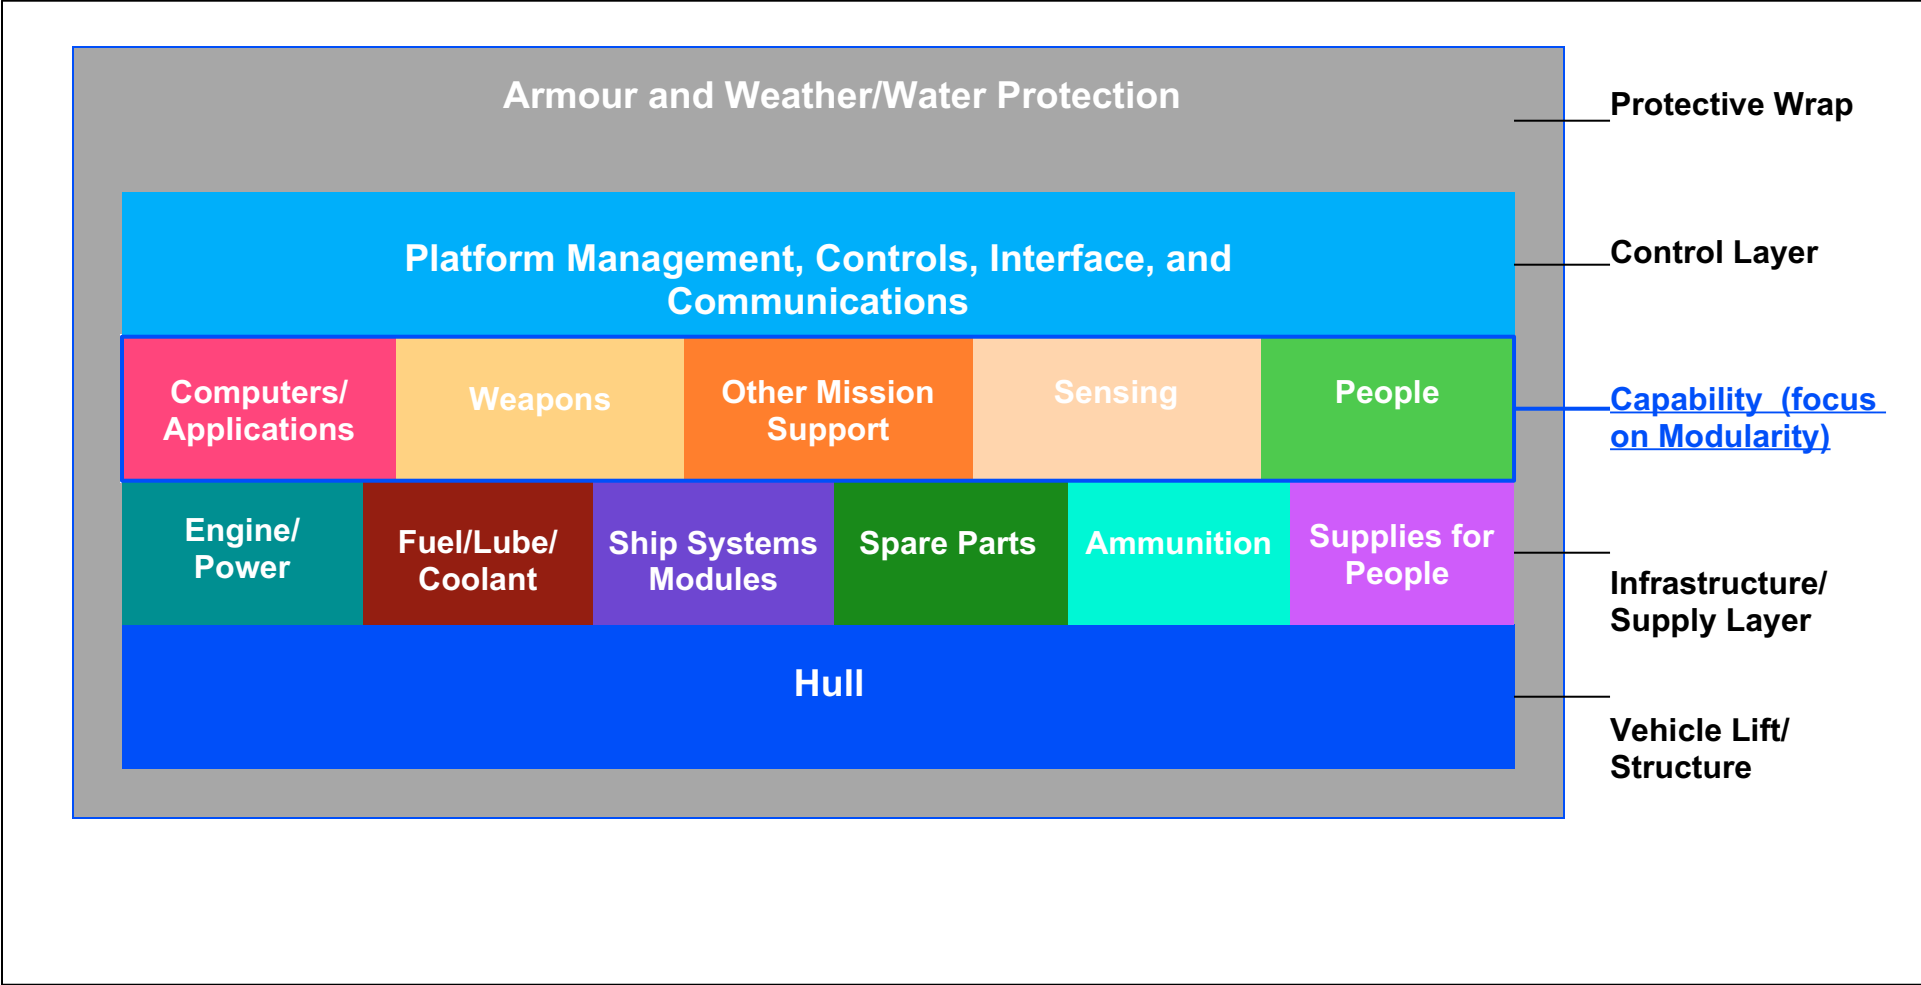 Armour and Weather/Water Protection
Protective Wrap
Platform Management, Controls, Interface, and
Communications
Control Layer
Computers/
Applications
Weapons
Other Mission
Support
Sensing
People
Capability  (focus
on Modularity)
Engine/
Power
Fuel/Lube/
Coolant
Ship Systems
Modules
Spare Parts
Ammunition
Supplies for
People
Infrastructure/
Supply Layer
Hull
Vehicle Lift/
Structure